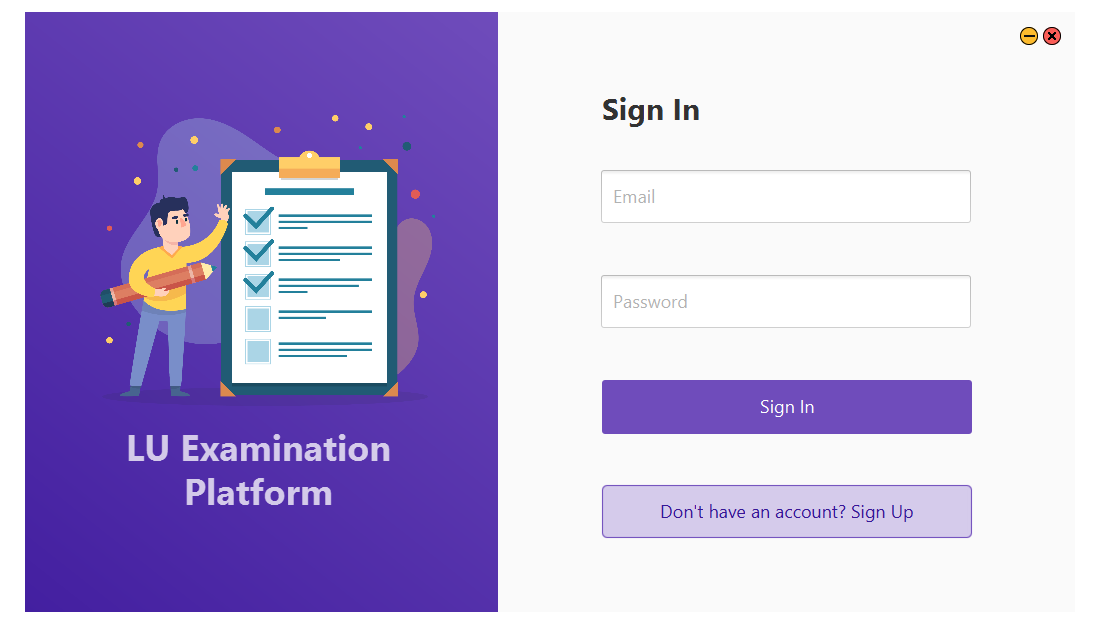 LU Examination
Platform
Sign In
Email
Password
Sign In
Don't have an account? Sign Up